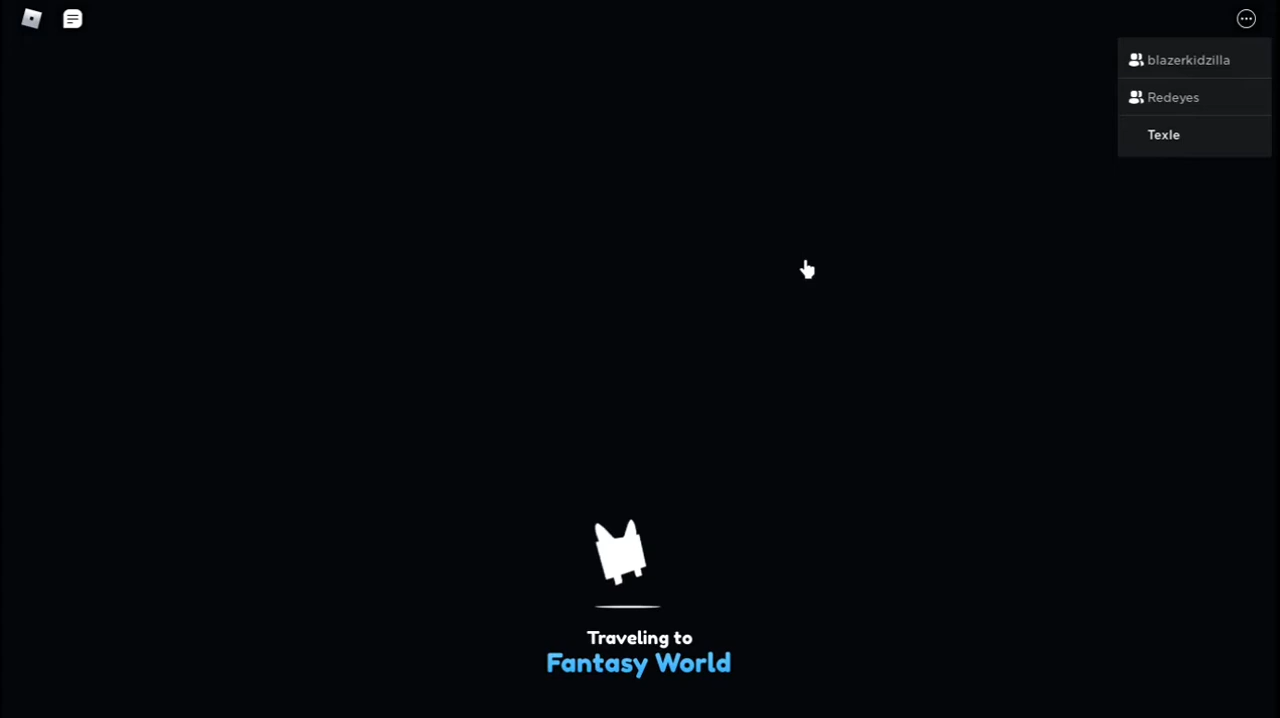 blazerkidzilla
Redeyes
Texle
Traveling to
Fantasy World